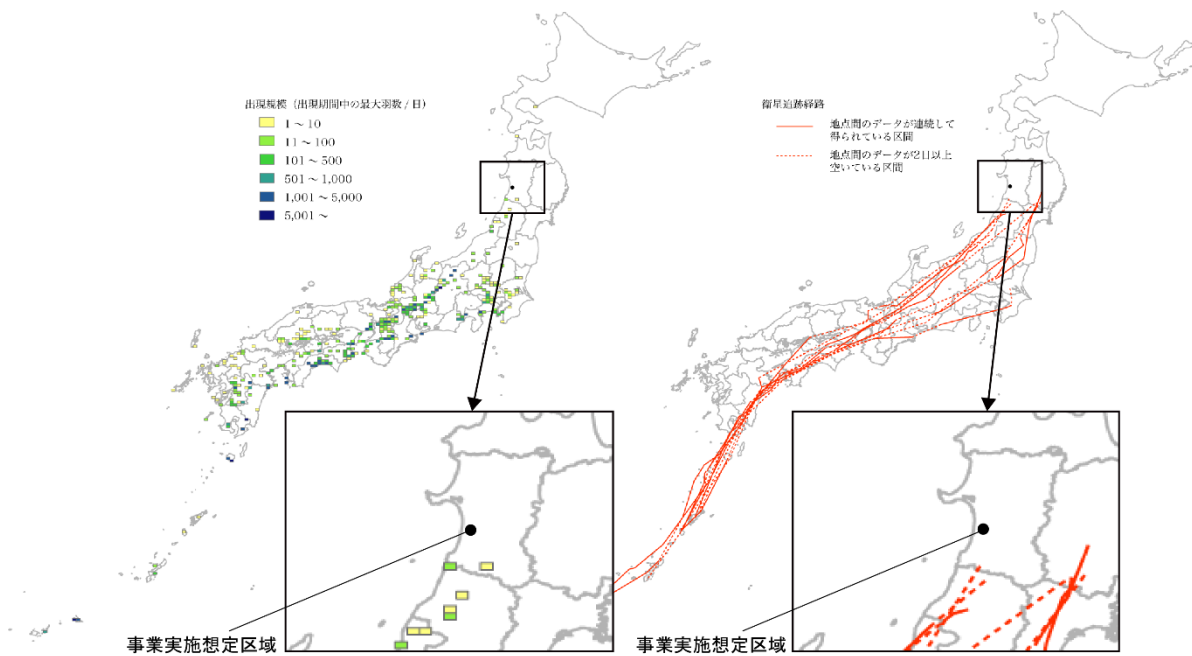 出現規模（出現期間中の最大羽数 / 日）
1 ～ 10
11 ～ 100
101 ～ 500
501 ～ 1,000
1,001 ～ 5,000
5,001 ～
衛星追跡経路
地点間のデータが連続して
得られている区間
地点間のデータが2日以上
空いている区間
事業実施想定区域
事業実施想定区域